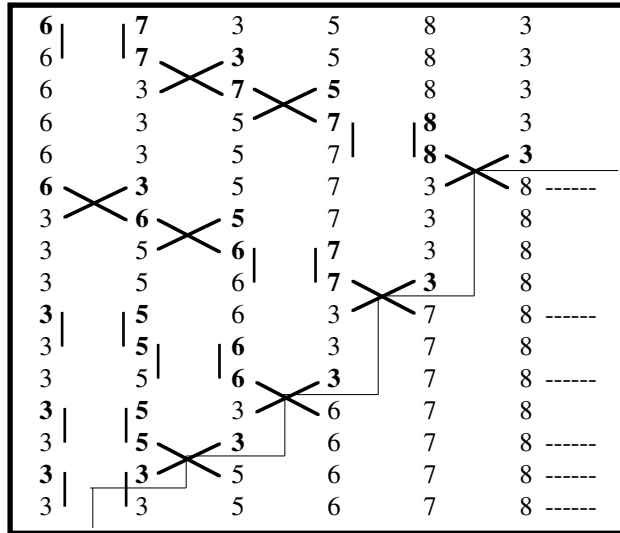 6 7 3 5 8 3
6 7 3 5 8 3
6 3 7 5 8 3
6 3 5 7 8 3
6 3 5 7 8 3
6 3 5 7 3 8 ------
3 6 5 7 3 8
3 5 6 7 3 8
3 5 6 7 3 8
3 5 6 3 7 8 ------
3 5 6 3 7 8
3 5 6 3 7 8 ------
3 5 3 6 7 8
3 5 3 6 7 8 ------
3 3 5 6 7 8 ------
3 3 5 6 7 8 ------